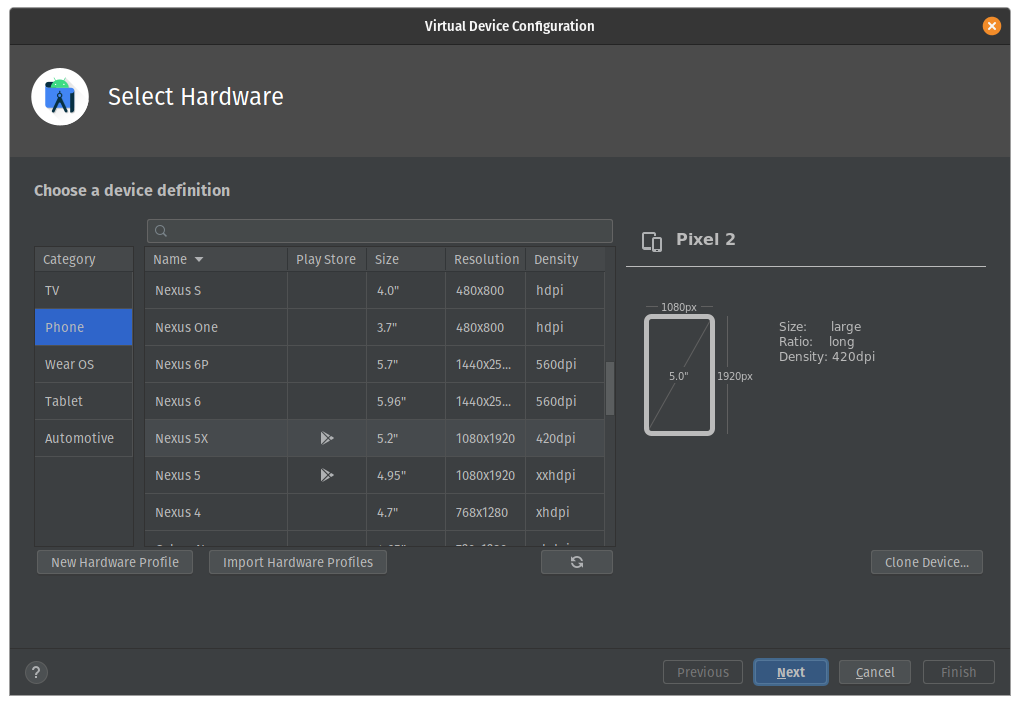 Virtual Device Configuration
Select Hardware
Choose a device definition
Category
TV
Phone
Wear OS
Tablet
Automotive
Name Play Store Size Resolution Density
Nexus S 4.0" 480x800 hdpi
Nexus One 3.7" 480x800 hdpi
Nexus 6P 5.7" 1440x25... 560dpi
Nexus 6 5.96" 1440x25... 560dpi
Nexus 5X 5.2" 1080x1920 420dpi
Nexus 5 4.95" 1080x1920 xxhdpi
Nexus 4 4.7" 768x1280 xhdpi
Pixel 2
1080px
5.0"
1920px
Size: large
Ratio: long
Density: 420dpi
New Hardware Profile Import Hardware Profiles Clone Device...
? Previous Next Cancel Finish